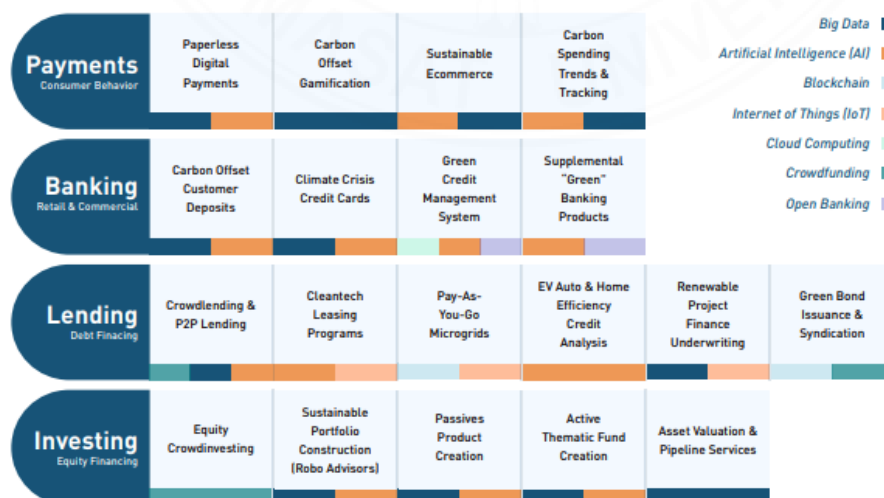 Payments
Consumer Behavior
Paperless
Digital
Payments
Carbon
Offset
Gamification
Sustainable
Ecommerce
Carbon
Spending
Trends &
Tracking
Big Data
Artificial Intelligence (AI)
Blockchain
Internet of Things (IoT)
Cloud Computing
Crowdfunding
Open Banking
Banking
Retail & Commercial
Carbon Offset
Customer
Deposits
Climate Crisis
Credit Cards
Green
Credit
Management
System
Supplemental
"Green"
Banking
Products
Lending
Debt Finacing
Crowdlending &
P2P Lending
Cleantech
Leasing
Programs
Pay-As-
You-Go
Microgrids
EV Auto & Home
Efficiency
Credit
Analysis
Renewable
Project
Finance
Underwriting
Green Bond
Issuance &
Syndication
Investing
Equity Financing
Equity
Crowdinvesting
Sustainable
Portfolio
Construction
(Robo Advisors)
Passives
Product
Creation
Active
Thematic Fund
Creation
Asset Valuation &
Pipeline Services